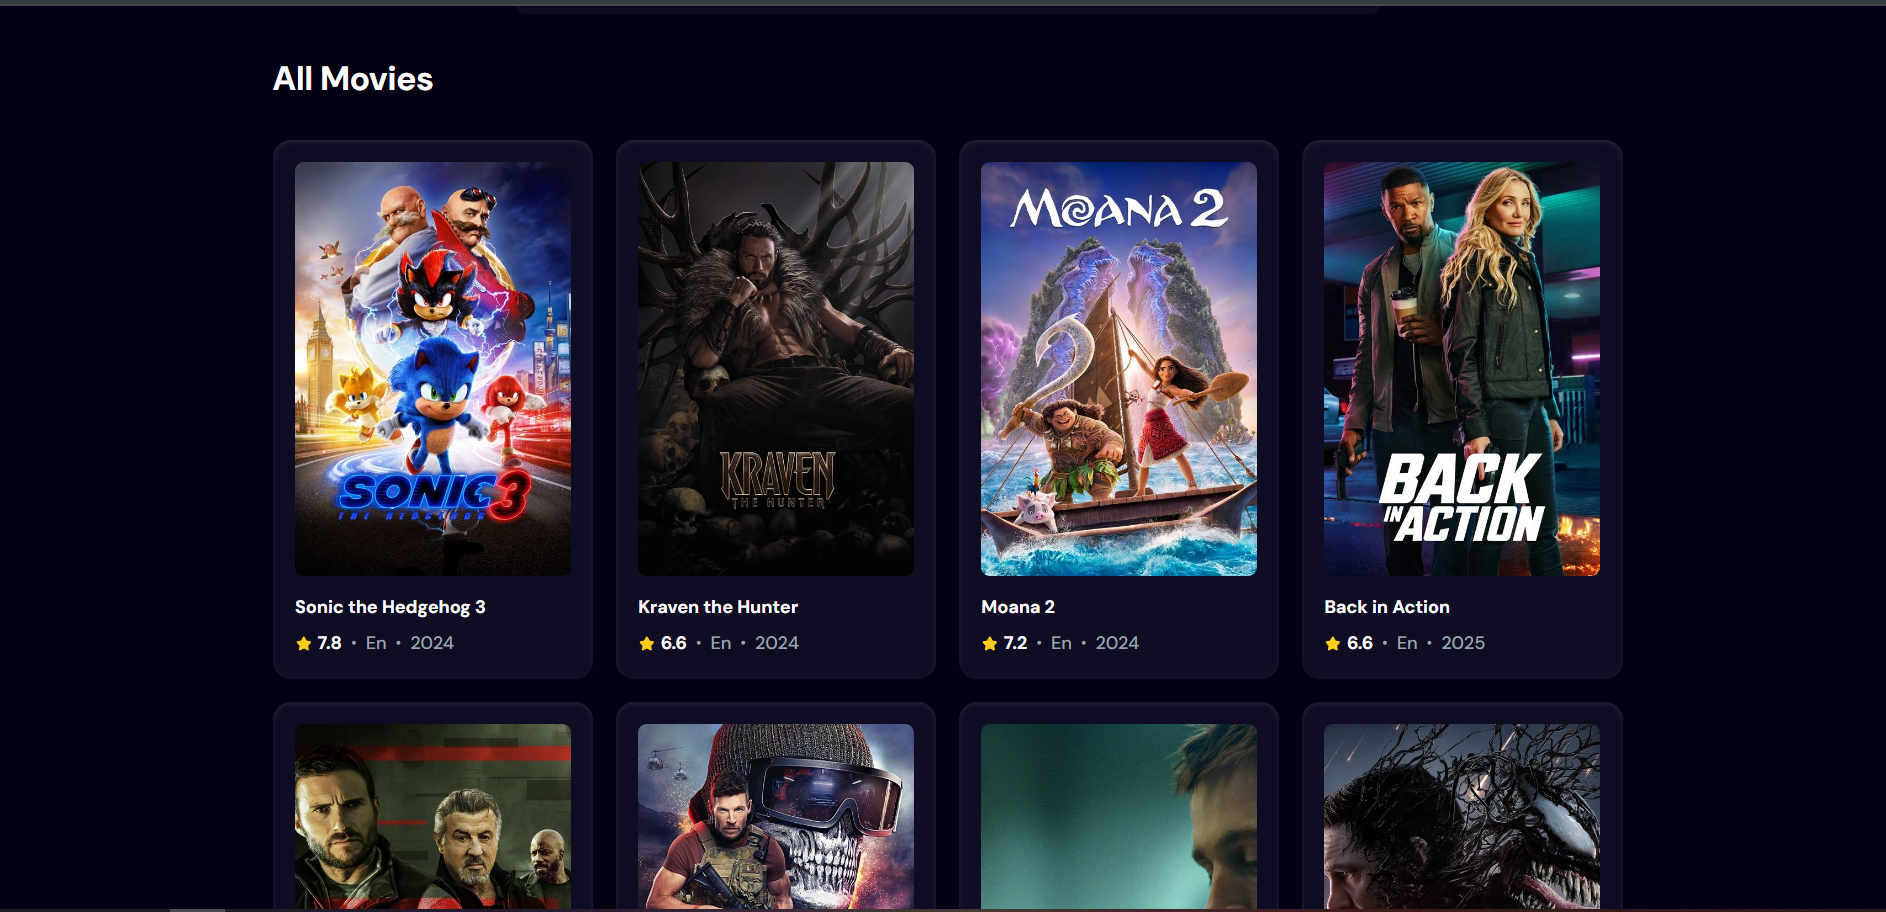 All Movies
SONIC 3
THE HEDGEHOG
KRAVEN
THE HUNTER
MOANA 2
BACK
IN ACTION
Sonic the Hedgehog 3
★ 7.8 • En • 2024
Kraven the Hunter
★ 6.6 • En • 2024
Moana 2
★ 7.2 • En • 2024
Back in Action
★ 6.6 • En • 2025